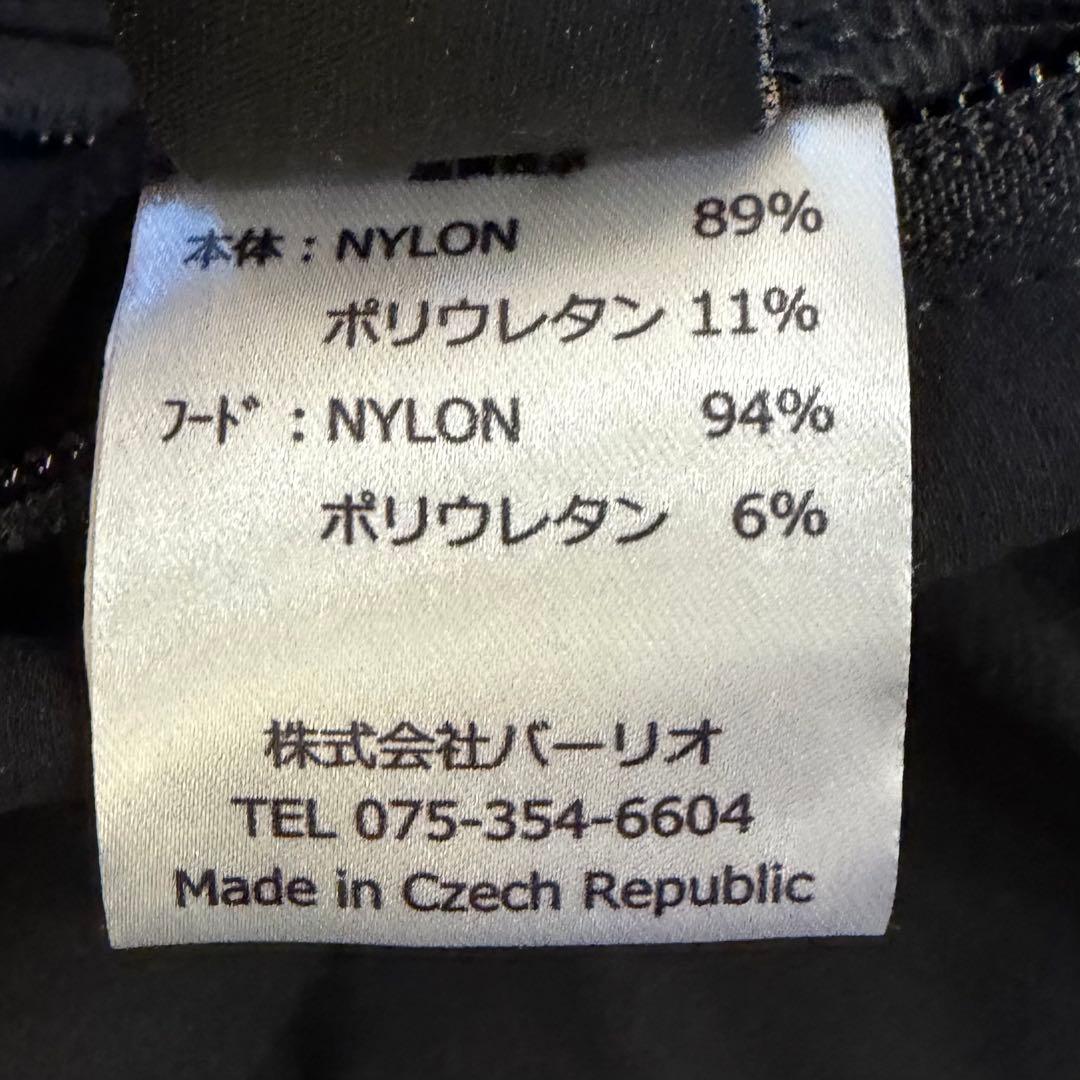 本体：NYLON 89%
ポリウレタン 11%
ﾌｰﾄﾞ：NYLON 94%
ポリウレタン 6%
株式会社バーリオ
TEL 075-354-6604
Made in Czech Republic